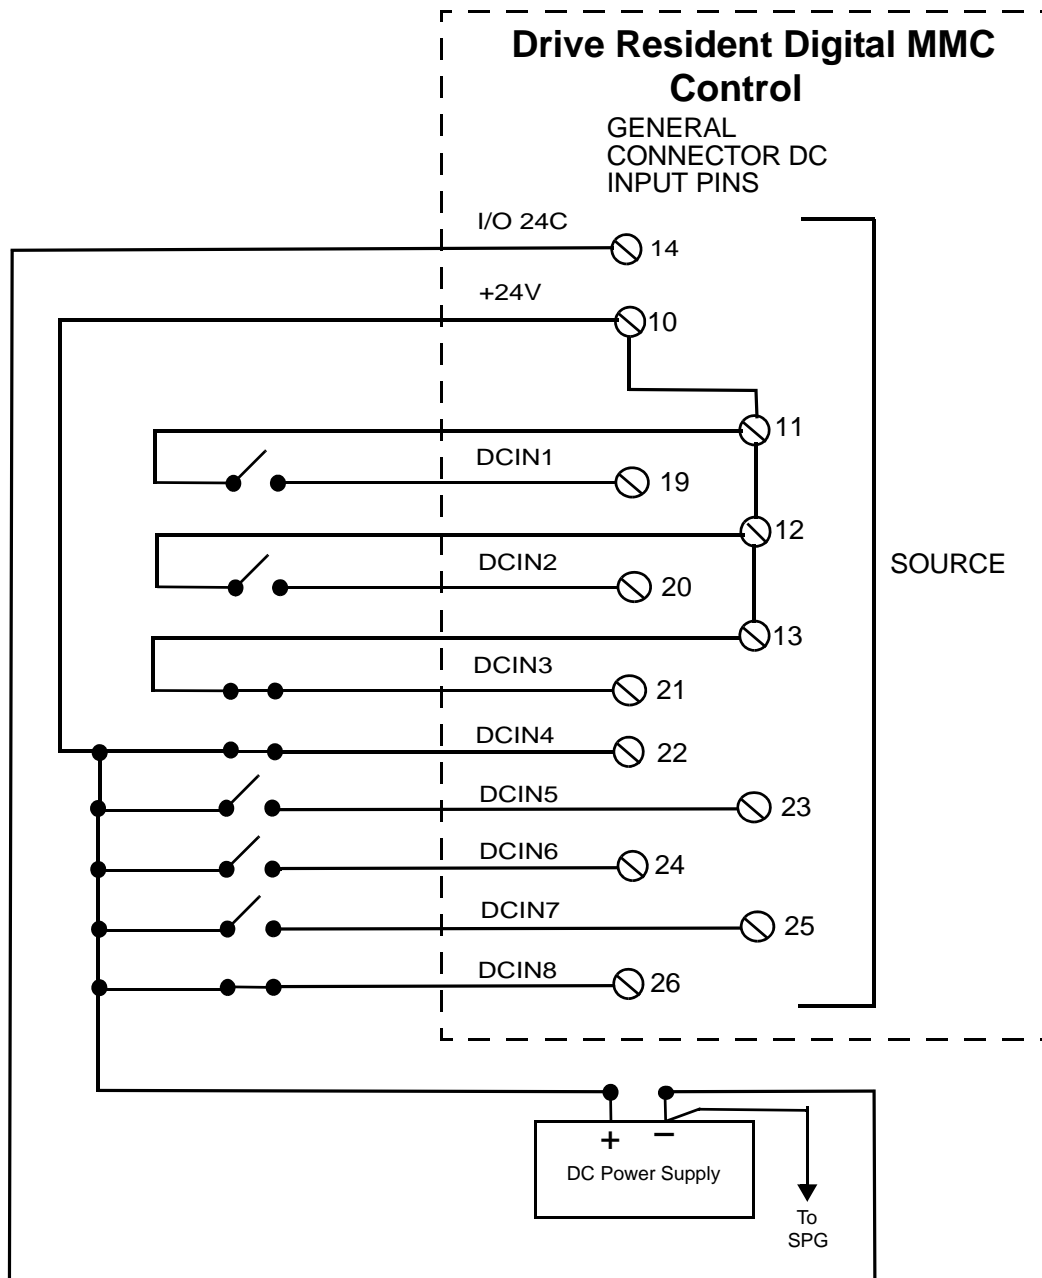 Drive Resident Digital MMC
Control
GENERAL
CONNECTOR DC
INPUT PINS
I/O 24C
14
+24V
10
11
DCIN1
19
12
DCIN2
20
SOURCE
13
DCIN3
21
DCIN4
22
DCIN5
23
DCIN6
24
DCIN7
25
DCIN8
26
+ −
DC Power Supply
To
SPG